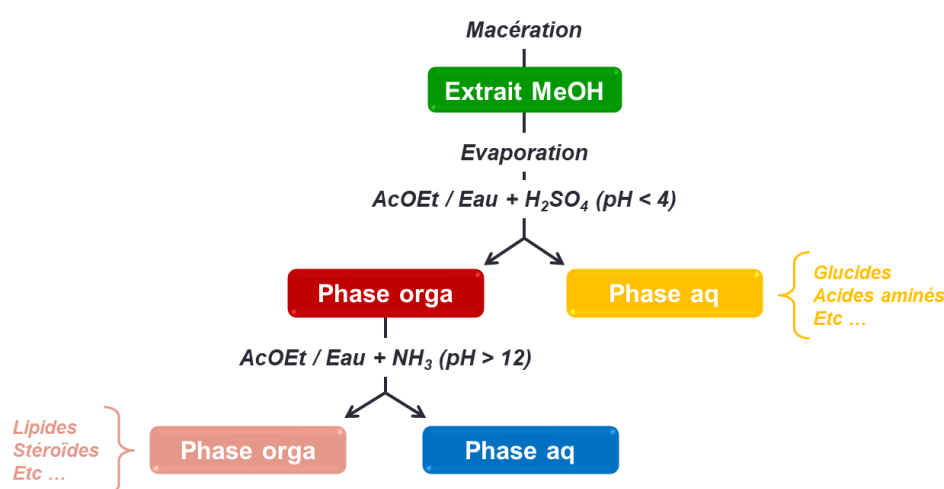 Macération
Extrait MeOH
Evaporation
AcOEt / Eau + H₂SO₄ (pH < 4)
Phase orga
Phase aq
Glucides
Acides aminés
Etc ...
AcOEt / Eau + NH₃ (pH > 12)
Lipides
Stéroïdes
Etc ...
Phase orga
Phase aq